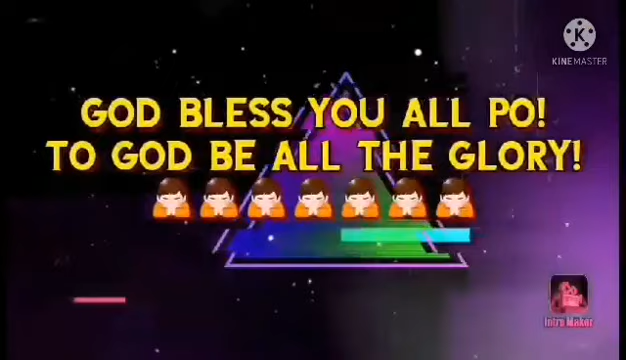 KINEMASTER
GOD BLESS YOU ALL PO!
TO GOD BE ALL THE GLORY!
Intro Maker